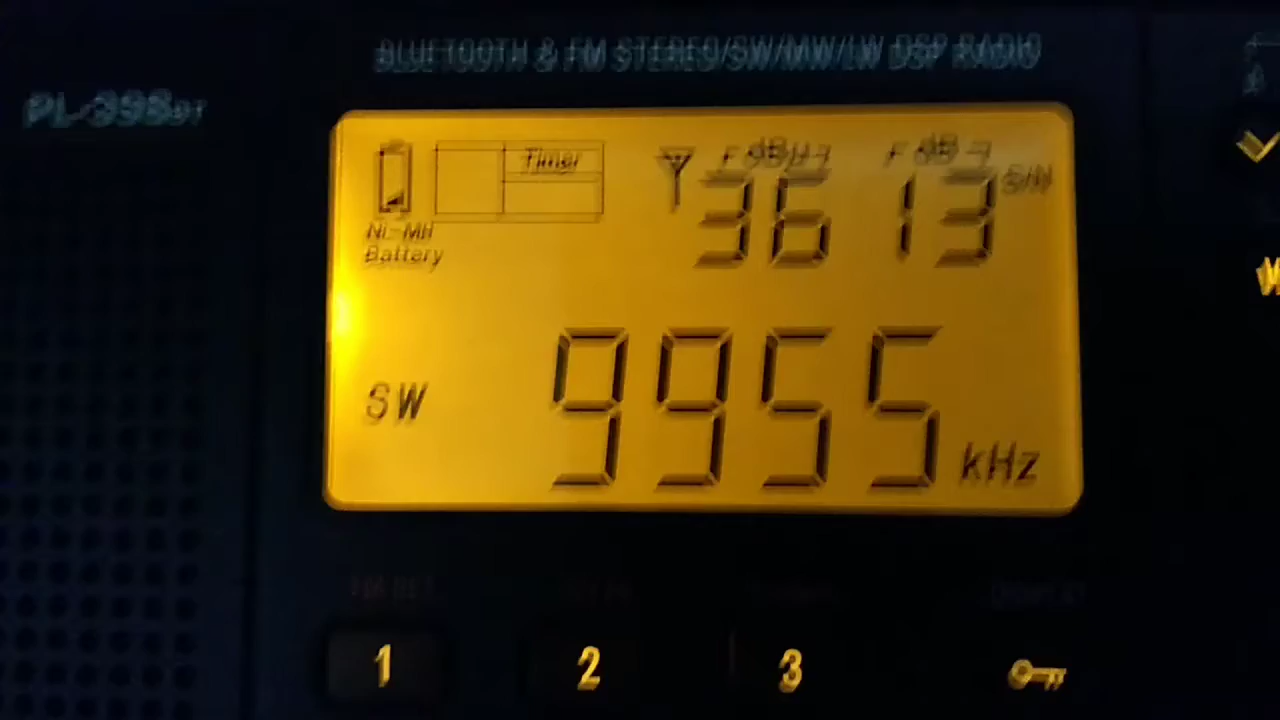 BLUETOOTH & FM STEREO/SW/MW/LW DSP RADIO
PL-398BT
Timer
dBμ
dB
36
13
S/N
Ni-MH
Battery
SW
9955
kHz
1
2
3